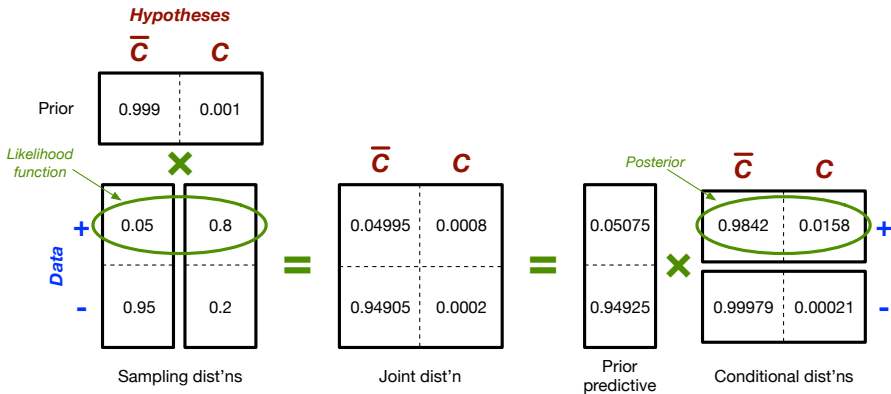 Hypotheses
C̅ C
Prior 0.999 0.001
×
Likelihood
function
C̅ C
Posterior
C̅ C
Data
+ 0.05 0.8
0.04995 0.0008
0.05075
0.9842 0.0158 +
= = ×
- 0.95 0.2
0.94905 0.0002
0.94925
0.99979 0.00021 -
Sampling dist'ns
Joint dist'n
Prior
predictive
Conditional dist'ns